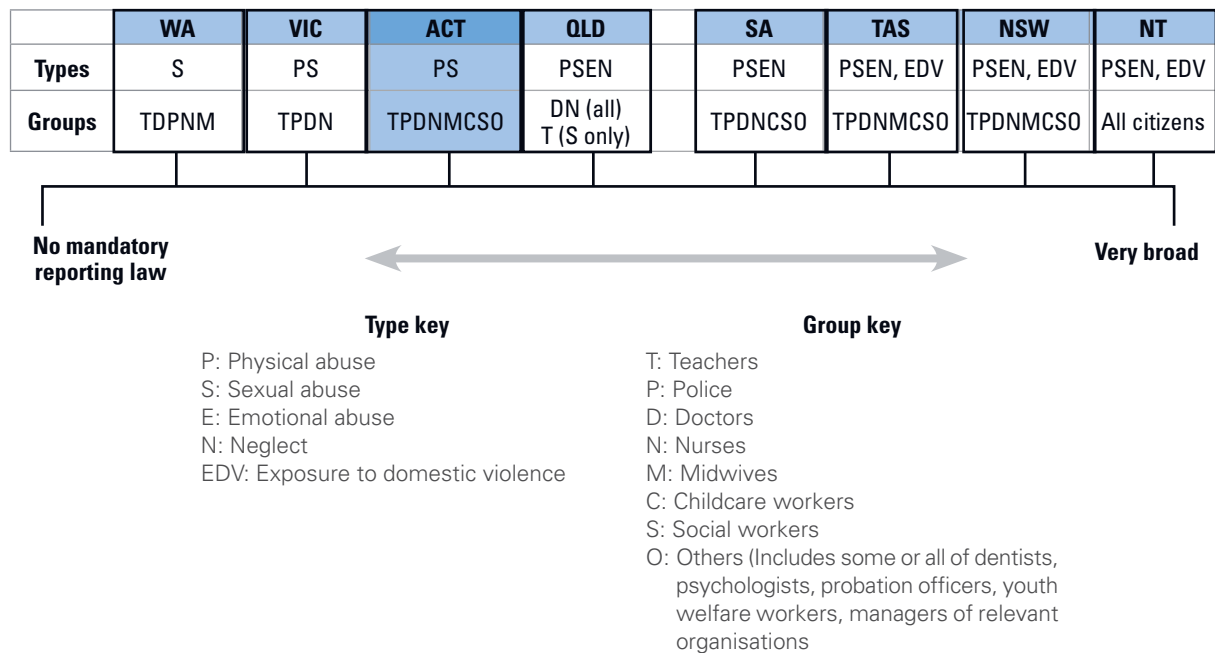 WA VIC ACT QLD SA TAS NSW NT
Types S PS PS PSEN PSEN PSEN, EDV PSEN, EDV PSEN, EDV
Groups TDPNM TPDN TPDNMCSO DN (all) TPDNCSO TPDNMCSO TPDNMCSO All citizens
T (S only)
No mandatory
reporting law
Very broad
Type key
P: Physical abuse
S: Sexual abuse
E: Emotional abuse
N: Neglect
EDV: Exposure to domestic violence
Group key
T: Teachers
P: Police
D: Doctors
N: Nurses
M: Midwives
C: Childcare workers
S: Social workers
O: Others (Includes some or all of dentists,
psychologists, probation officers, youth
welfare workers, managers of relevant
organisations